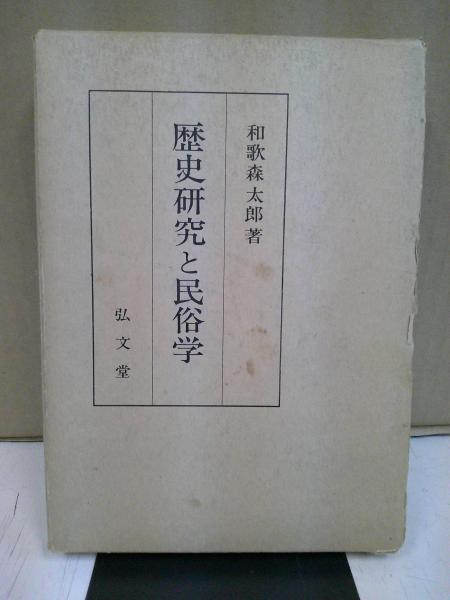 和歌森太郎著
歴史研究と民俗学
弘文堂